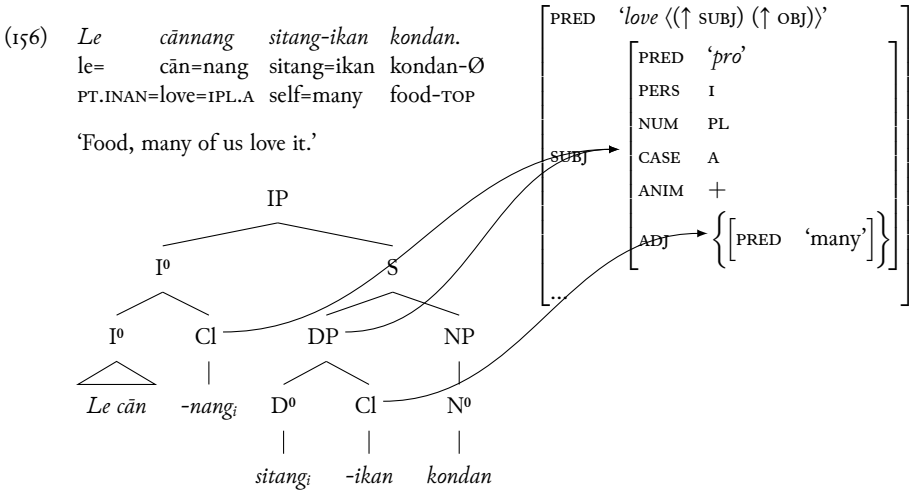 (156) Le cānnang sitang-ikan kondan.
le= cān=nang sitang=ikan kondan-Ø
PT.INAN=love=1PL.A self=many food-TOP
‘Food, many of us love it.’
PRED ‘love ⟨(↑ SUBJ) (↑ OBJ)⟩’
PRED ‘pro’
PERS 1
NUM PL
SUBJ CASE A
ANIM +
ADJ {[PRED ‘many’]}
...
IP
I⁰ S
I⁰ Cl DP NP
Le cān -nangᵢ D⁰ Cl N⁰
sitangᵢ -ikan kondan